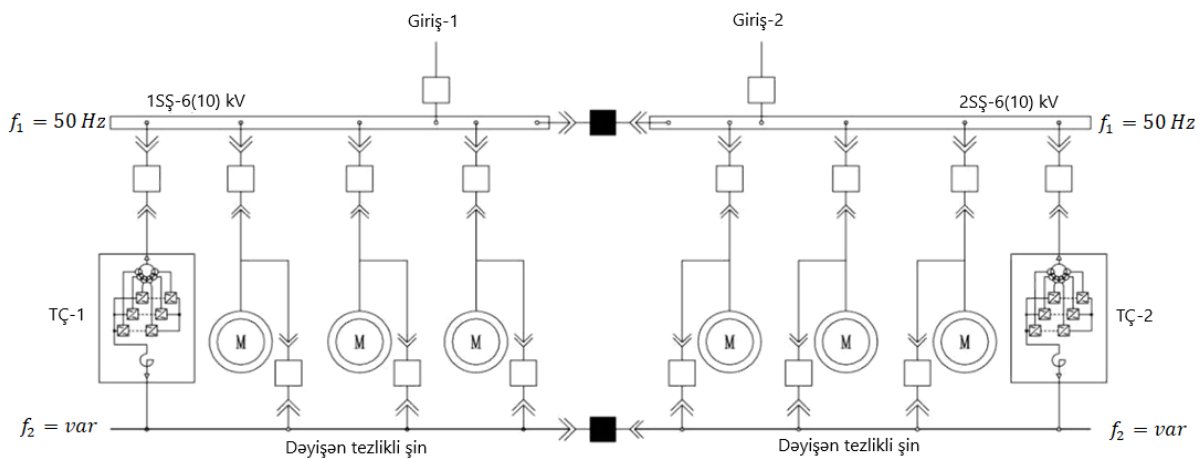 Giriş-1
Giriş-2
1SŞ-6(10) kV
2SŞ-6(10) kV
f₁ = 50 Hz
f₁ = 50 Hz
TÇ-1
M
M
M
M
M
M
TÇ-2
f₂ = var
f₂ = var
Dəyişən tezlikli şin
Dəyişən tezlikli şin